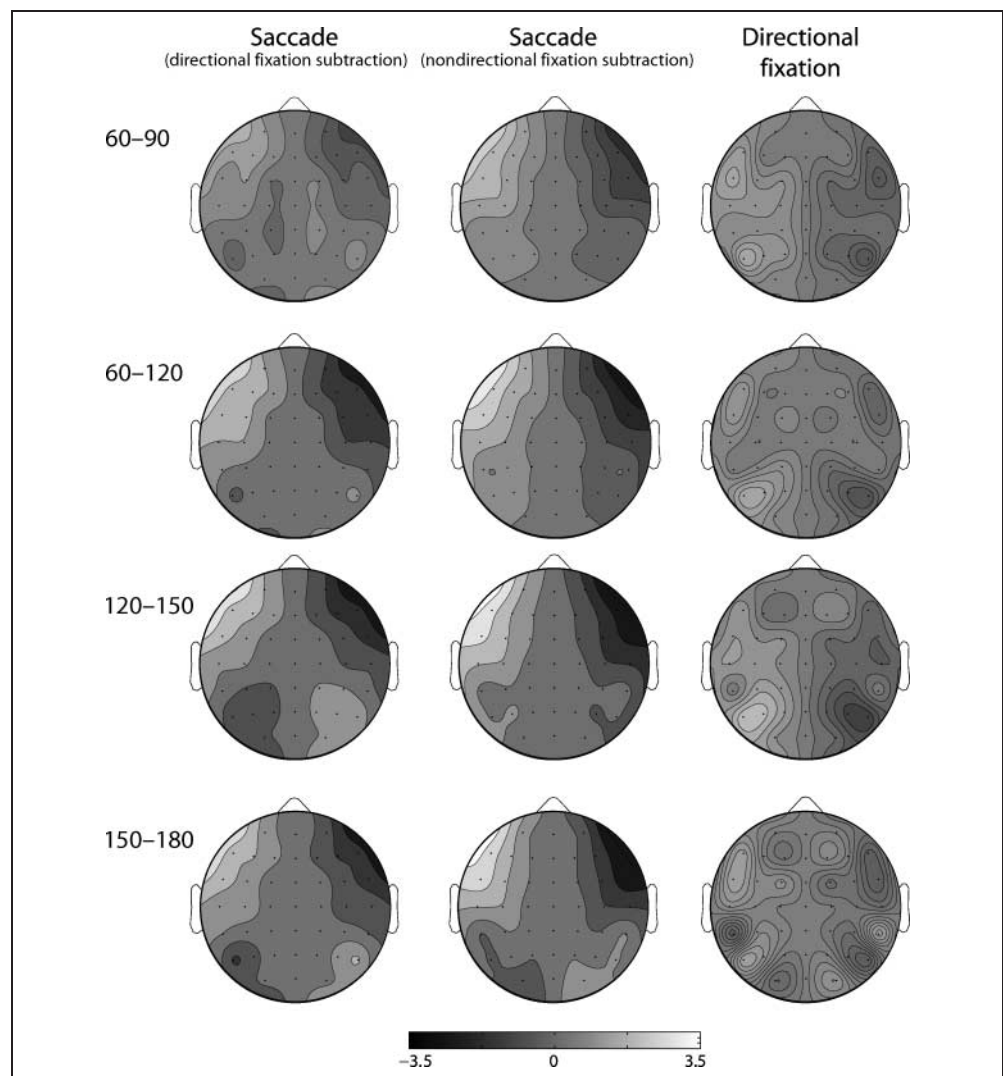 Saccade
(directional fixation subtraction)
Saccade
(nondirectional fixation subtraction)
Directional
fixation
60–90
60–120
120–150
150–180
−3.5 0 3.5